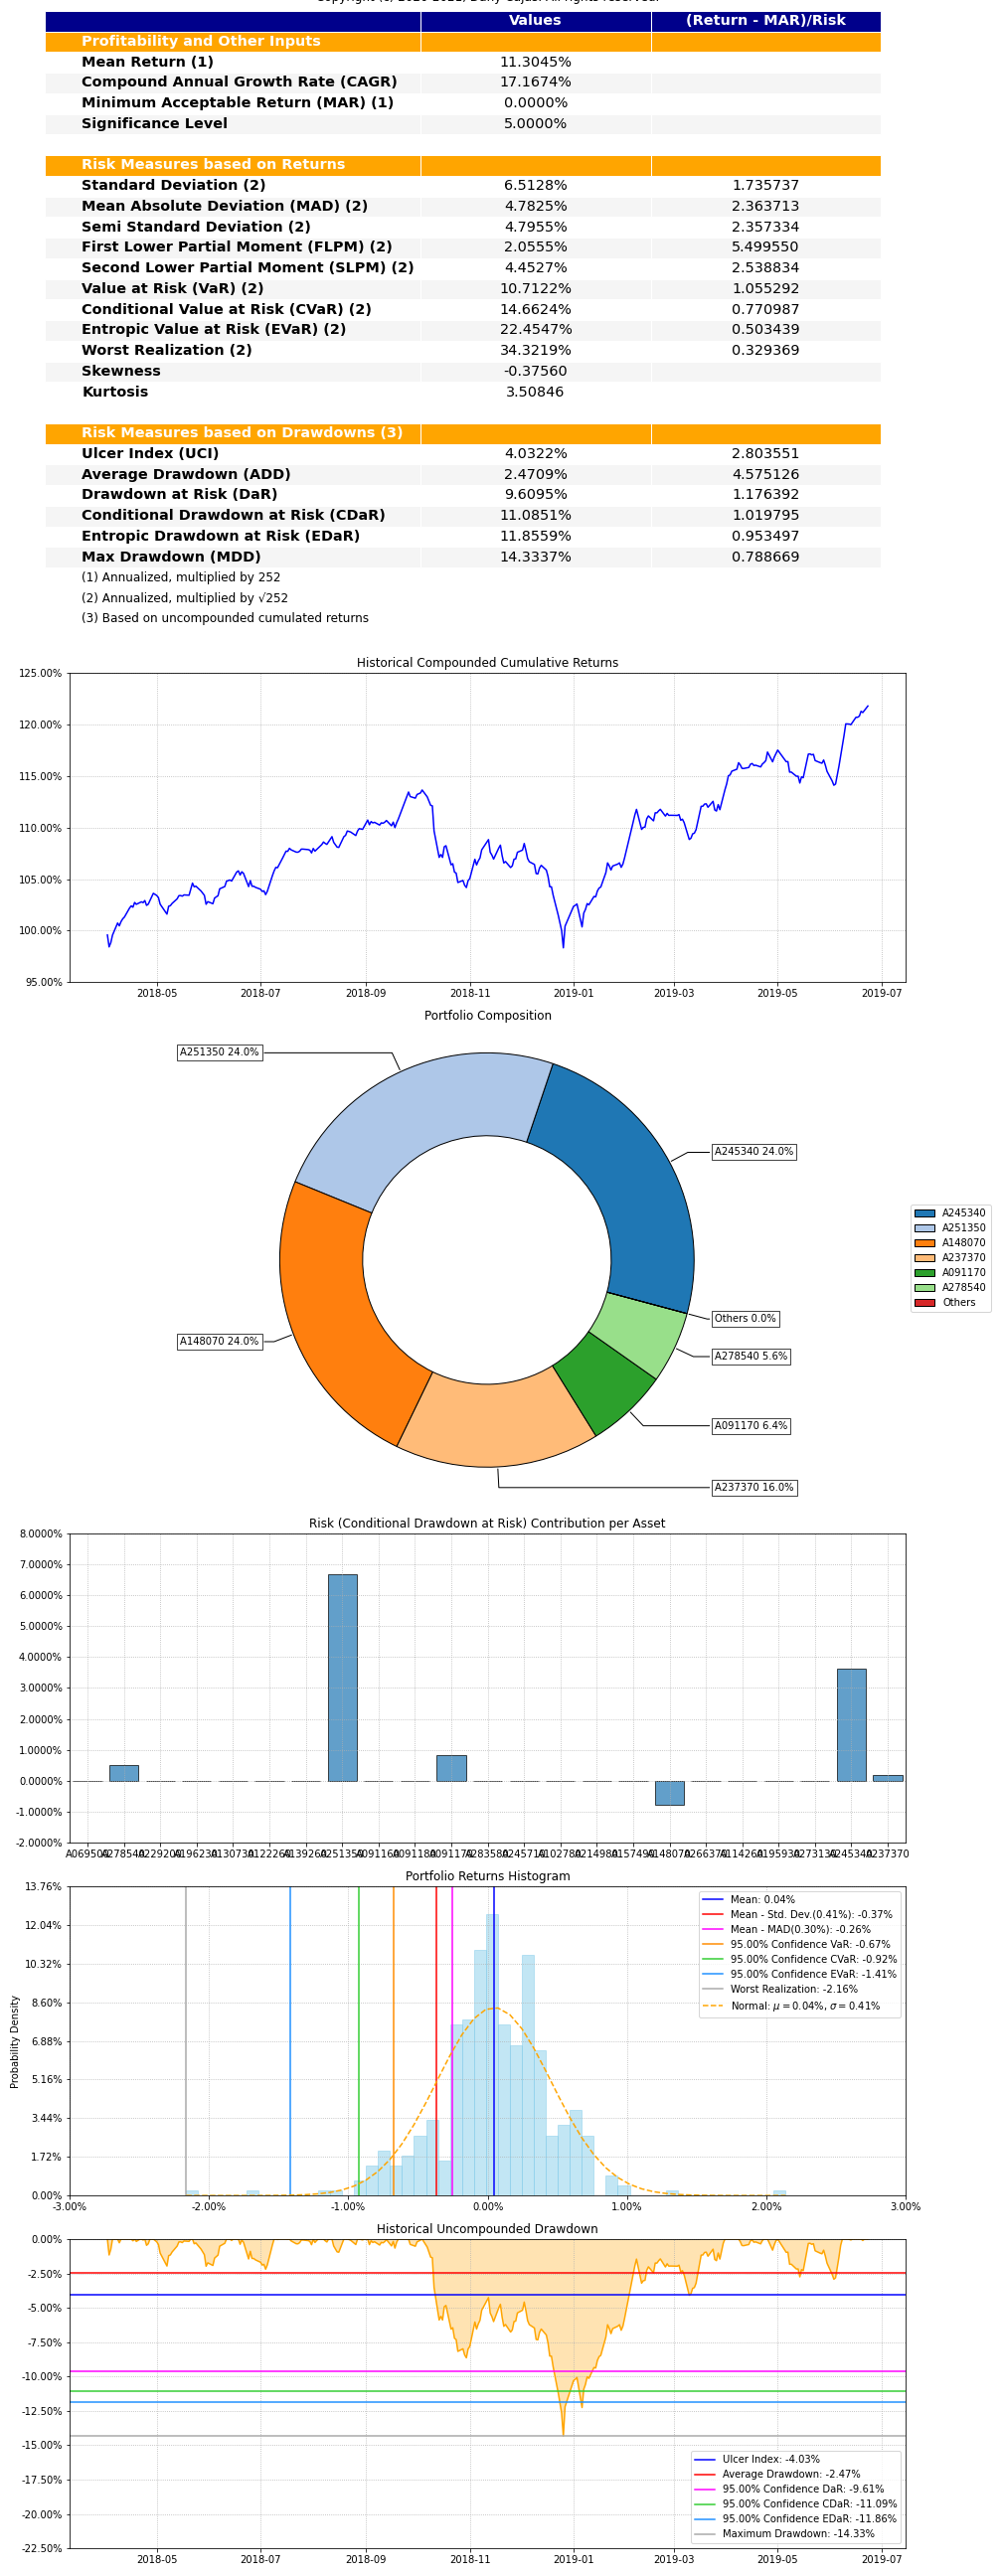 Copyright (c) 2020-2021, Dany Cajas. All rights reserved.
Values (Return - MAR)/Risk
Profitability and Other Inputs
Mean Return (1) 11.3045%
Compound Annual Growth Rate (CAGR) 17.1674%
Minimum Acceptable Return (MAR) (1) 0.0000%
Significance Level 5.0000%
Risk Measures based on Returns
Standard Deviation (2) 6.5128% 1.735737
Mean Absolute Deviation (MAD) (2) 4.7825% 2.363713
Semi Standard Deviation (2) 4.7955% 2.357334
First Lower Partial Moment (FLPM) (2) 2.0555% 5.499550
Second Lower Partial Moment (SLPM) (2) 4.4527% 2.538834
Value at Risk (VaR) (2) 10.7122% 1.055292
Conditional Value at Risk (CVaR) (2) 14.6624% 0.770987
Entropic Value at Risk (EVaR) (2) 22.4547% 0.503439
Worst Realization (2) 34.3219% 0.329369
Skewness -0.37560
Kurtosis 3.50846
Risk Measures based on Drawdowns (3)
Ulcer Index (UCI) 4.0322% 2.803551
Average Drawdown (ADD) 2.4709% 4.575126
Drawdown at Risk (DaR) 9.6095% 1.176392
Conditional Drawdown at Risk (CDaR) 11.0851% 1.019795
Entropic Drawdown at Risk (EDaR) 11.8559% 0.953497
Max Drawdown (MDD) 14.3337% 0.788669
(1) Annualized, multiplied by 252
(2) Annualized, multiplied by √252
(3) Based on uncompounded cumulated returns
Historical Compounded Cumulative Returns
125.00%
120.00%
115.00%
110.00%
105.00%
100.00%
95.00%
2018-05 2018-07 2018-09 2018-11 2019-01 2019-03 2019-05 2019-07
Portfolio Composition
A251350 24.0%
A245340 24.0%
A148070 24.0%
Others 0.0%
A278540 5.6%
A091170 6.4%
A237370 16.0%
A245340
A251350
A148070
A237370
A091170
A278540
Others
Risk (Conditional Drawdown at Risk) Contribution per Asset
8.0000%
7.0000%
6.0000%
5.0000%
4.0000%
3.0000%
2.0000%
1.0000%
0.0000%
-1.0000%
-2.0000%
A237370
Portfolio Returns Histogram
Probability Density
13.76%
12.04%
10.32%
8.60%
6.88%
5.16%
3.44%
1.72%
0.00%
-3.00% -2.00% -1.00% 0.00% 1.00% 2.00% 3.00%
Mean: 0.04%
Mean - Std. Dev.(0.41%): -0.37%
Mean - MAD(0.30%): -0.26%
95.00% Confidence VaR: -0.67%
95.00% Confidence CVaR: -0.92%
95.00% Confidence EVaR: -1.41%
Worst Realization: -2.16%
Normal: μ = 0.04%, σ = 0.41%
Historical Uncompounded Drawdown
0.00%
-2.50%
-5.00%
-7.50%
-10.00%
-12.50%
-15.00%
-17.50%
-20.00%
-22.50%
Ulcer Index: -4.03%
Average Drawdown: -2.47%
95.00% Confidence DaR: -9.61%
95.00% Confidence CDaR: -11.09%
95.00% Confidence EDaR: -11.86%
Maximum Drawdown: -14.33%
2018-05 2018-07 2018-09 2018-11 2019-01 2019-03 2019-05 2019-07